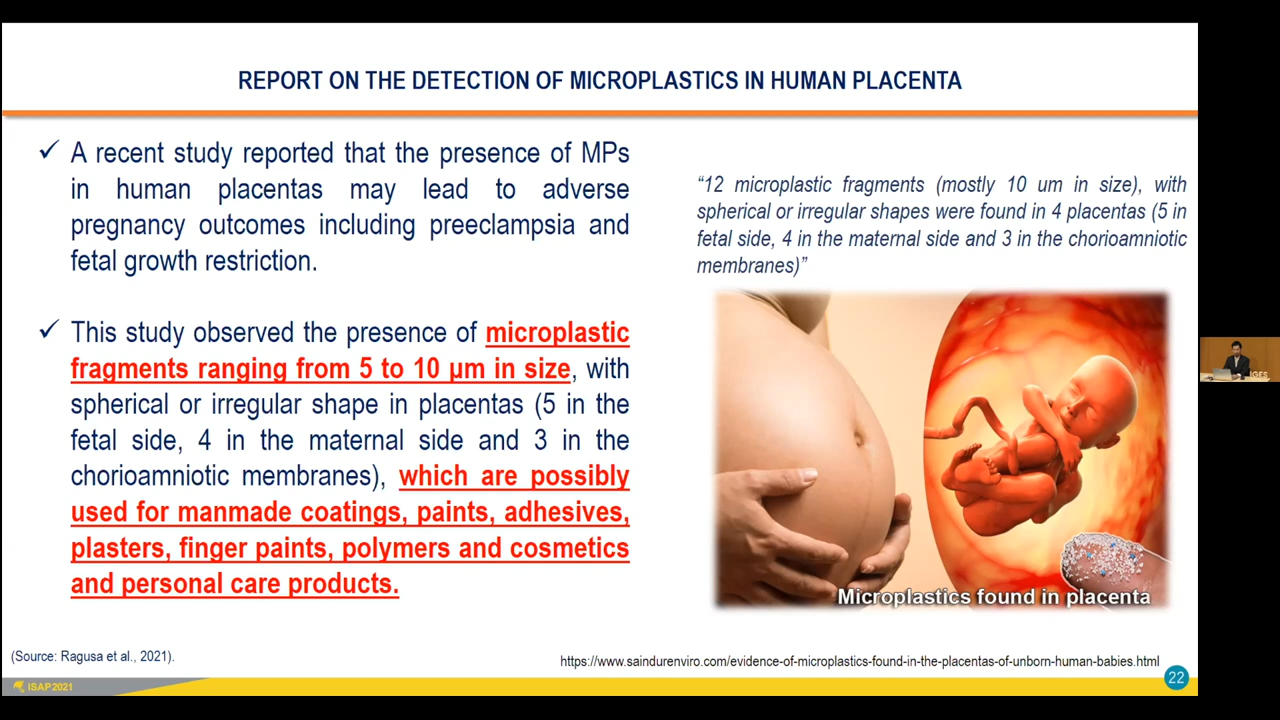 REPORT ON THE DETECTION OF MICROPLASTICS IN HUMAN PLACENTA
✓ A recent study reported that the presence of MPs
in human placentas may lead to adverse
pregnancy outcomes including preeclampsia and
fetal growth restriction.
✓ This study observed the presence of microplastic
fragments ranging from 5 to 10 µm in size, with
spherical or irregular shape in placentas (5 in the
fetal side, 4 in the maternal side and 3 in the
chorioamniotic membranes), which are possibly
used for manmade coatings, paints, adhesives,
plasters, finger paints, polymers and cosmetics
and personal care products.
(Source: Ragusa et al., 2021).
“12 microplastic fragments (mostly 10 um in size), with
spherical or irregular shapes were found in 4 placentas (5 in
fetal side, 4 in the maternal side and 3 in the chorioamniotic
membranes)”
Microplastics found in placenta
https://www.saindurenviro.com/evidence-of-microplastics-found-in-the-placentas-of-unborn-human-babies.html
ISAP2021
22
IGES